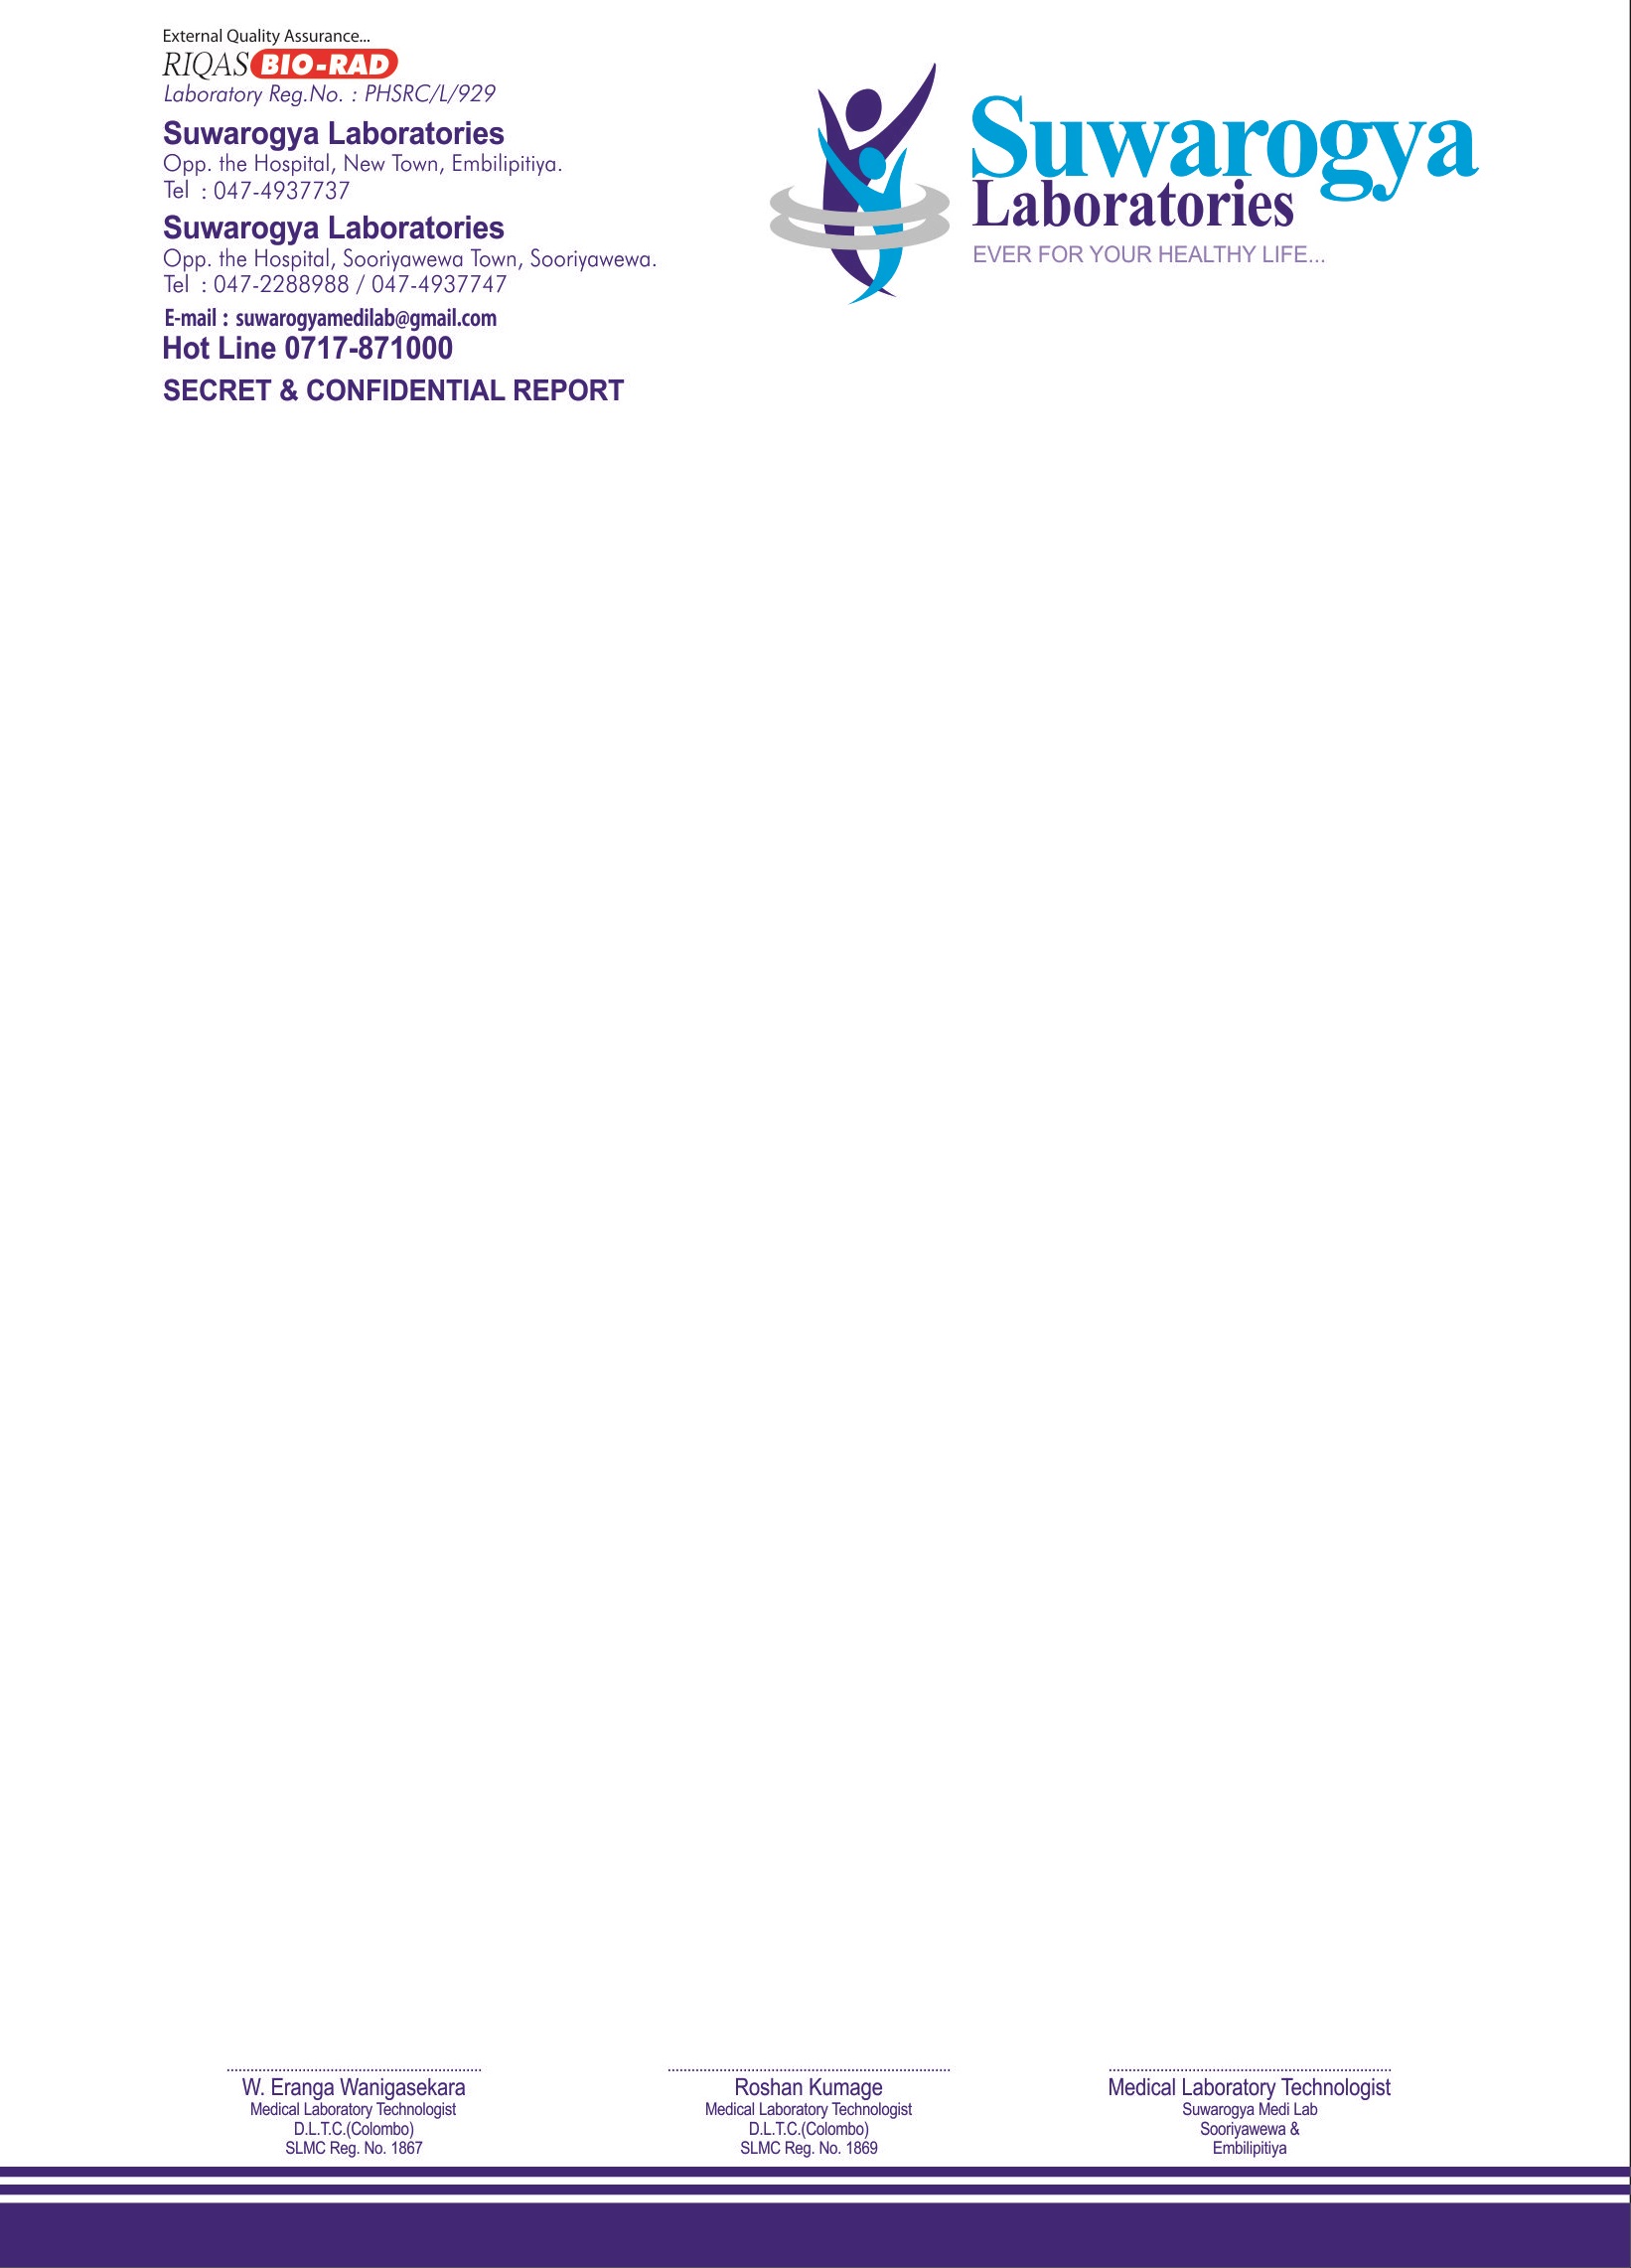 External Quality Assurance...
RIQAS BIO-RAD
Laboratory Reg.No. : PHSRC/L/929
Suwarogya Laboratories
Opp. the Hospital, New Town, Embilipitiya.
Tel : 047-4937737
Suwarogya Laboratories
Opp. the Hospital, Sooriyawewa Town, Sooriyawewa.
Tel : 047-2288988 / 047-4937747
E-mail : suwarogyamedilab@gmail.com
Hot Line 0717-871000
SECRET & CONFIDENTIAL REPORT
Suwarogya
Laboratories
EVER FOR YOUR HEALTHY LIFE...
W. Eranga Wanigasekara
Medical Laboratory Technologist
D.L.T.C.(Colombo)
SLMC Reg. No. 1867
Roshan Kumage
Medical Laboratory Technologist
D.L.T.C.(Colombo)
SLMC Reg. No. 1869
Medical Laboratory Technologist
Suwarogya Medi Lab
Sooriyawewa &
Embilipitiya